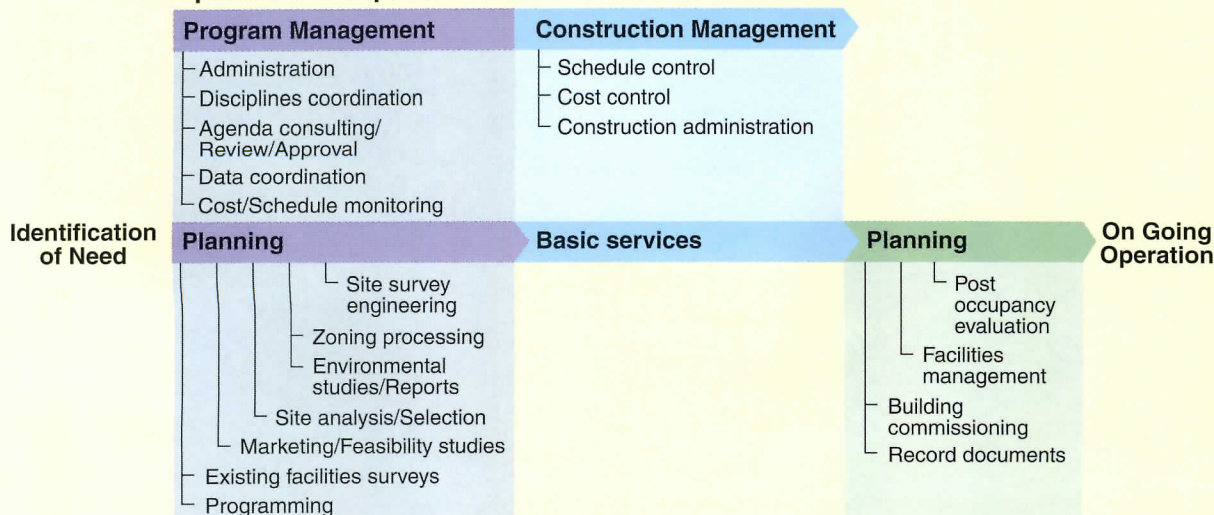 Program Management
Administration
Disciplines coordination
Agenda consulting/
Review/Approval
Data coordination
Cost/Schedule monitoring
Construction Management
Schedule control
Cost control
Construction administration
Identification
of Need
Planning
Site survey
engineering
Zoning processing
Environmental
studies/Reports
Site analysis/Selection
Marketing/Feasibility studies
Existing facilities surveys
Programming
Basic services
Planning
Post
occupancy
evaluation
Facilities
management
Building
commissioning
Record documents
On Going
Operation